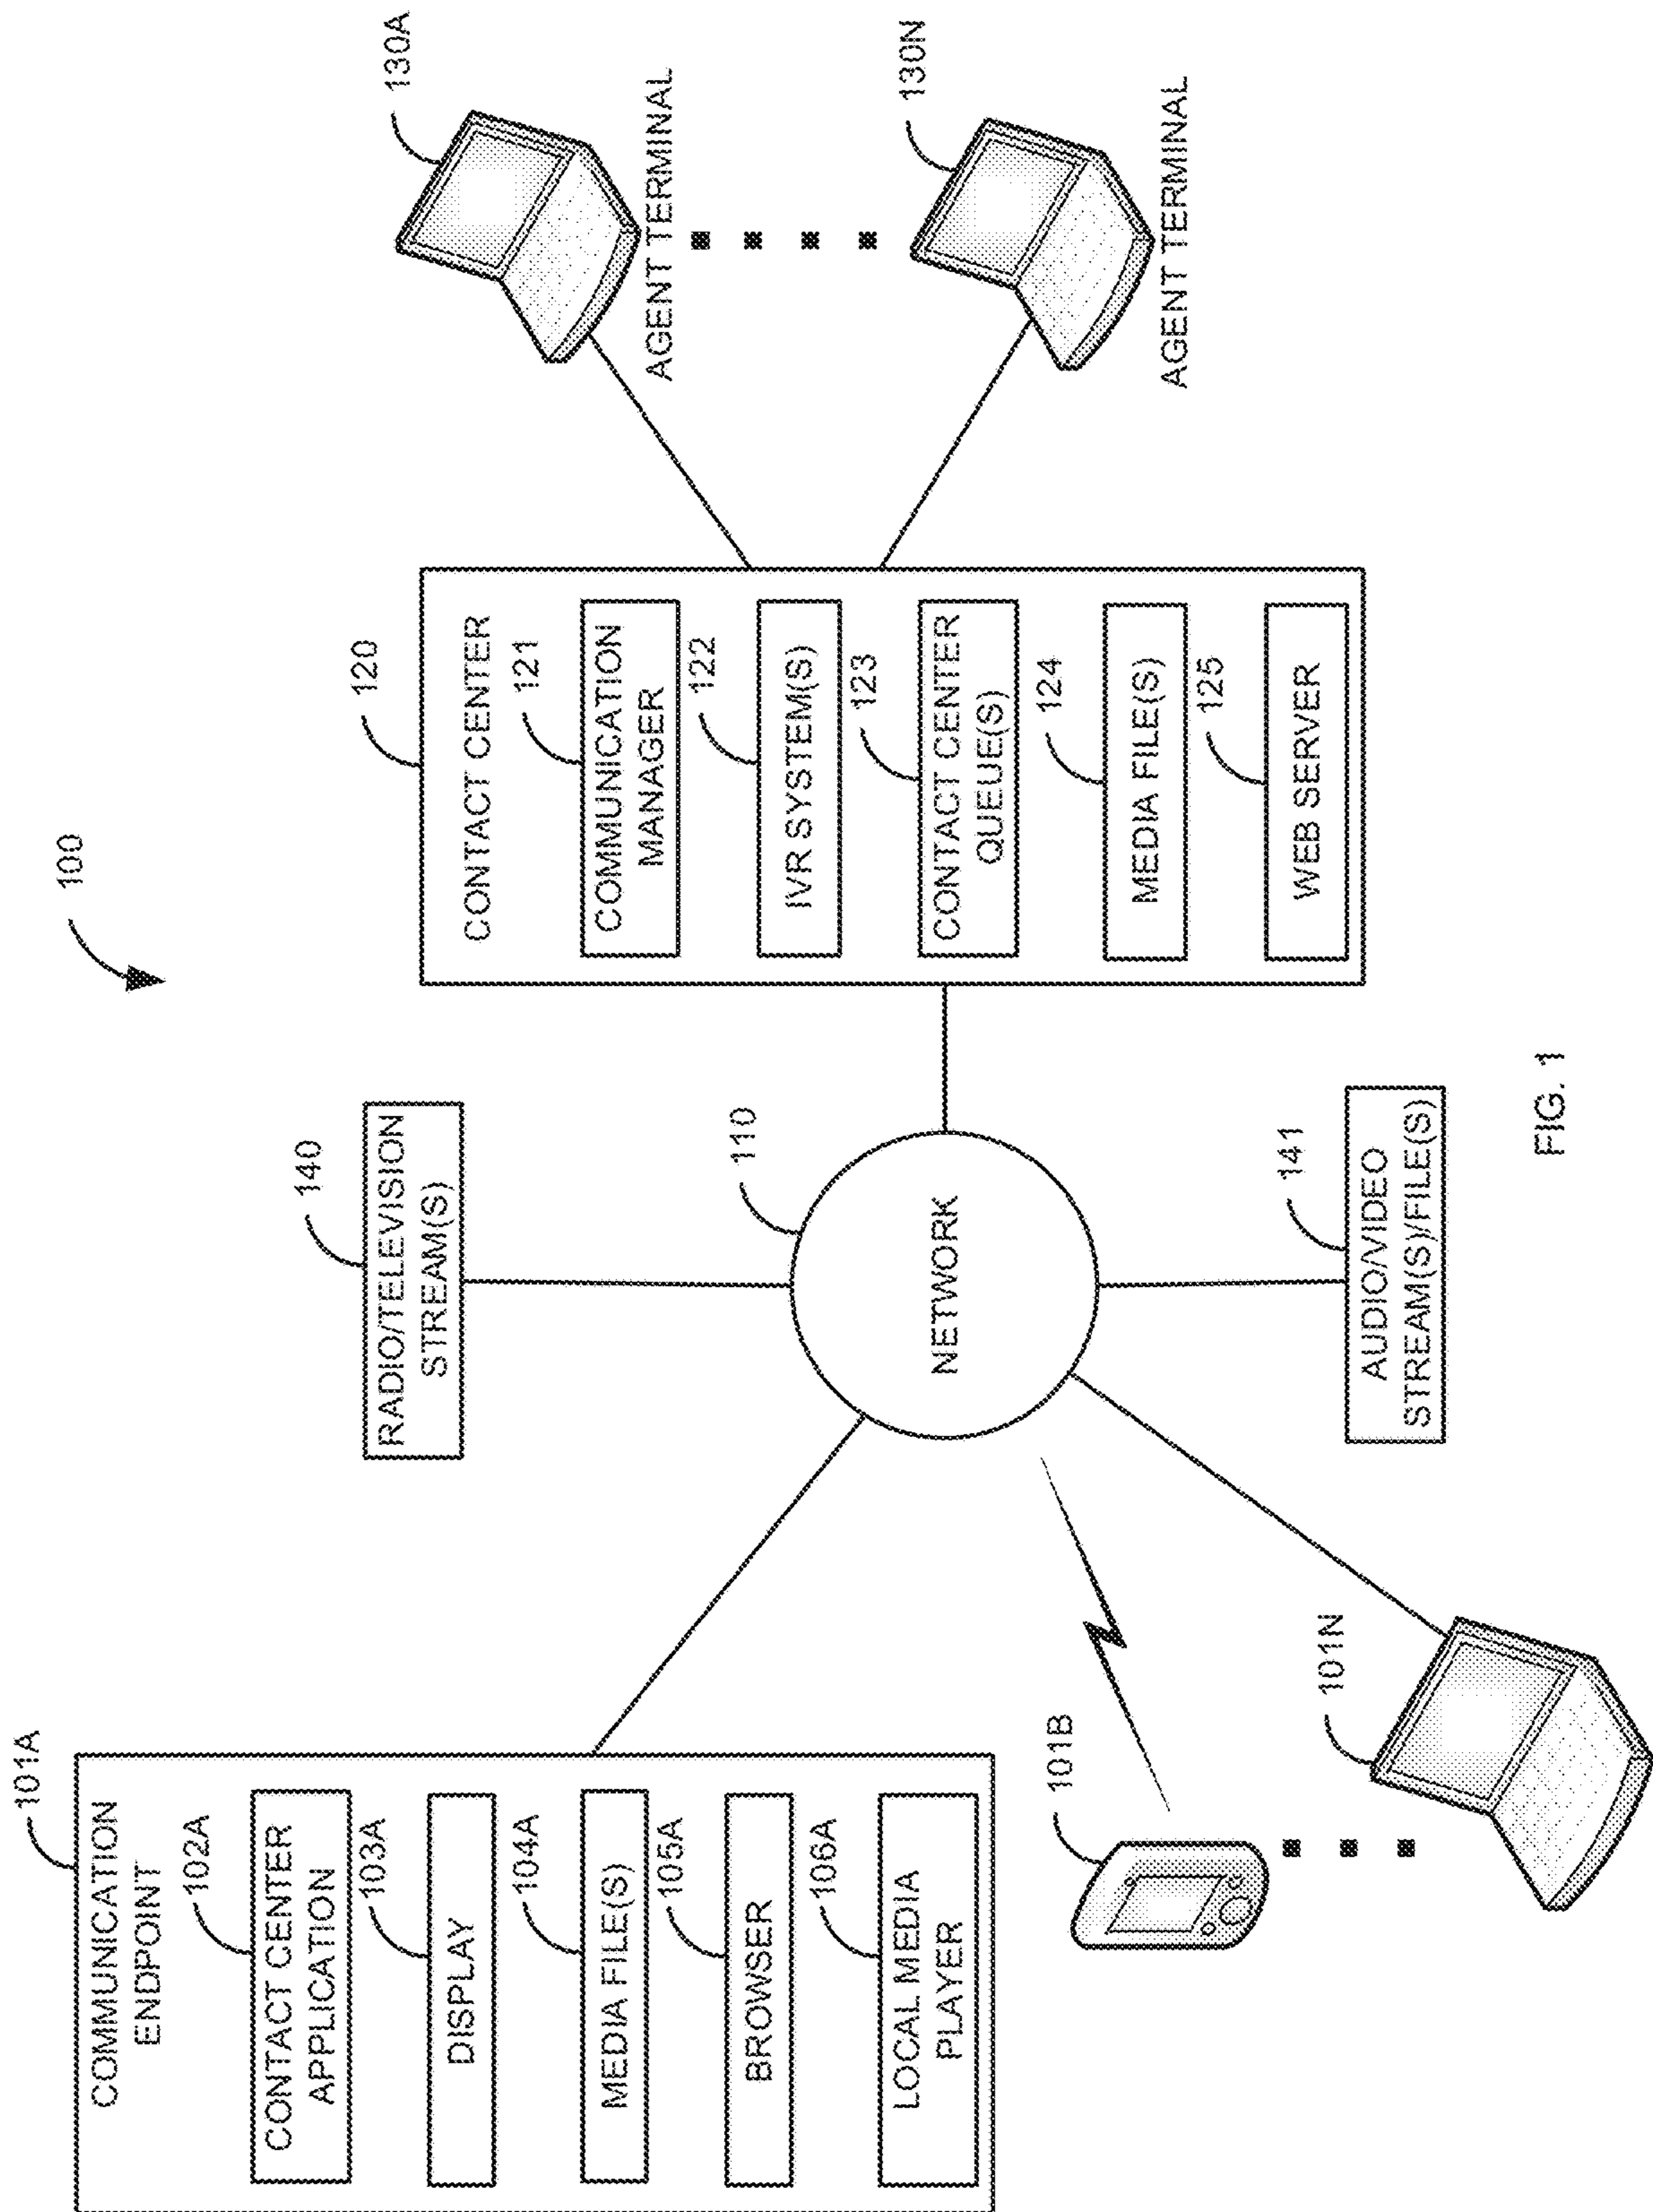 100
101A
COMMUNICATION
ENDPOINT
102A
CONTACT CENTER
APPLICATION
103A
DISPLAY
104A
MEDIA FILE(S)
105A
BROWSER
106A
LOCAL MEDIA
PLAYER
101B
101N
140
RADIO/TELEVISION
STREAM(S)
110
NETWORK
141
AUDIO/VIDEO
STREAM(S)/FILE(S)
120
CONTACT CENTER
121
COMMUNICATION
MANAGER
122
IVR SYSTEM(S)
123
CONTACT CENTER
QUEUE(S)
124
MEDIA FILE(S)
125
WEB SERVER
130A
AGENT TERMINAL
130N
AGENT TERMINAL
FIG. 1